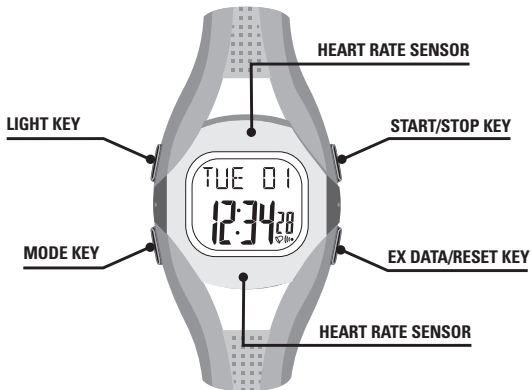 HEART RATE SENSOR
LIGHT KEY
START/STOP KEY
TUE 01
12:34 28
MODE KEY
EX DATA/RESET KEY
HEART RATE SENSOR